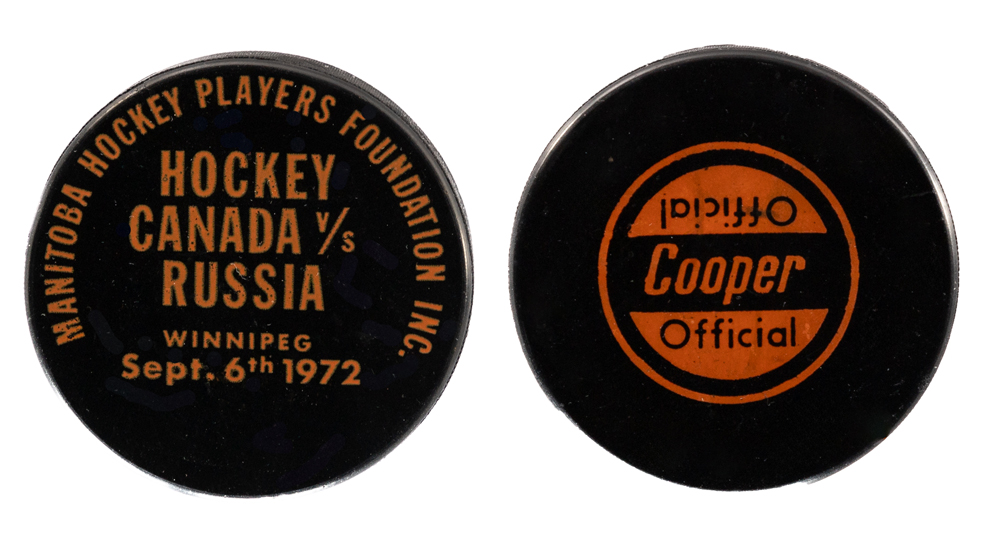 MANITOBA HOCKEY PLAYERS FOUNDATION INC.
HOCKEY
CANADA v/s
RUSSIA
WINNIPEG
Sept. 6th 1972
Official
Cooper
Official